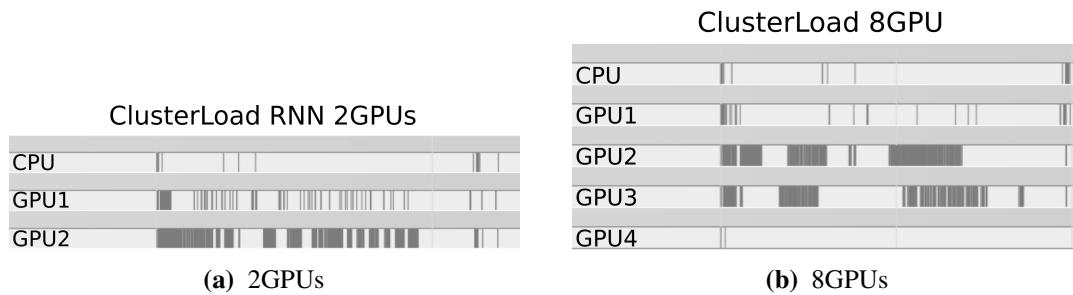 ClusterLoad RNN 2GPUs
CPU
GPU1
GPU2
(a) 2GPUs
ClusterLoad 8GPU
CPU
GPU1
GPU2
GPU3
GPU4
(b) 8GPUs